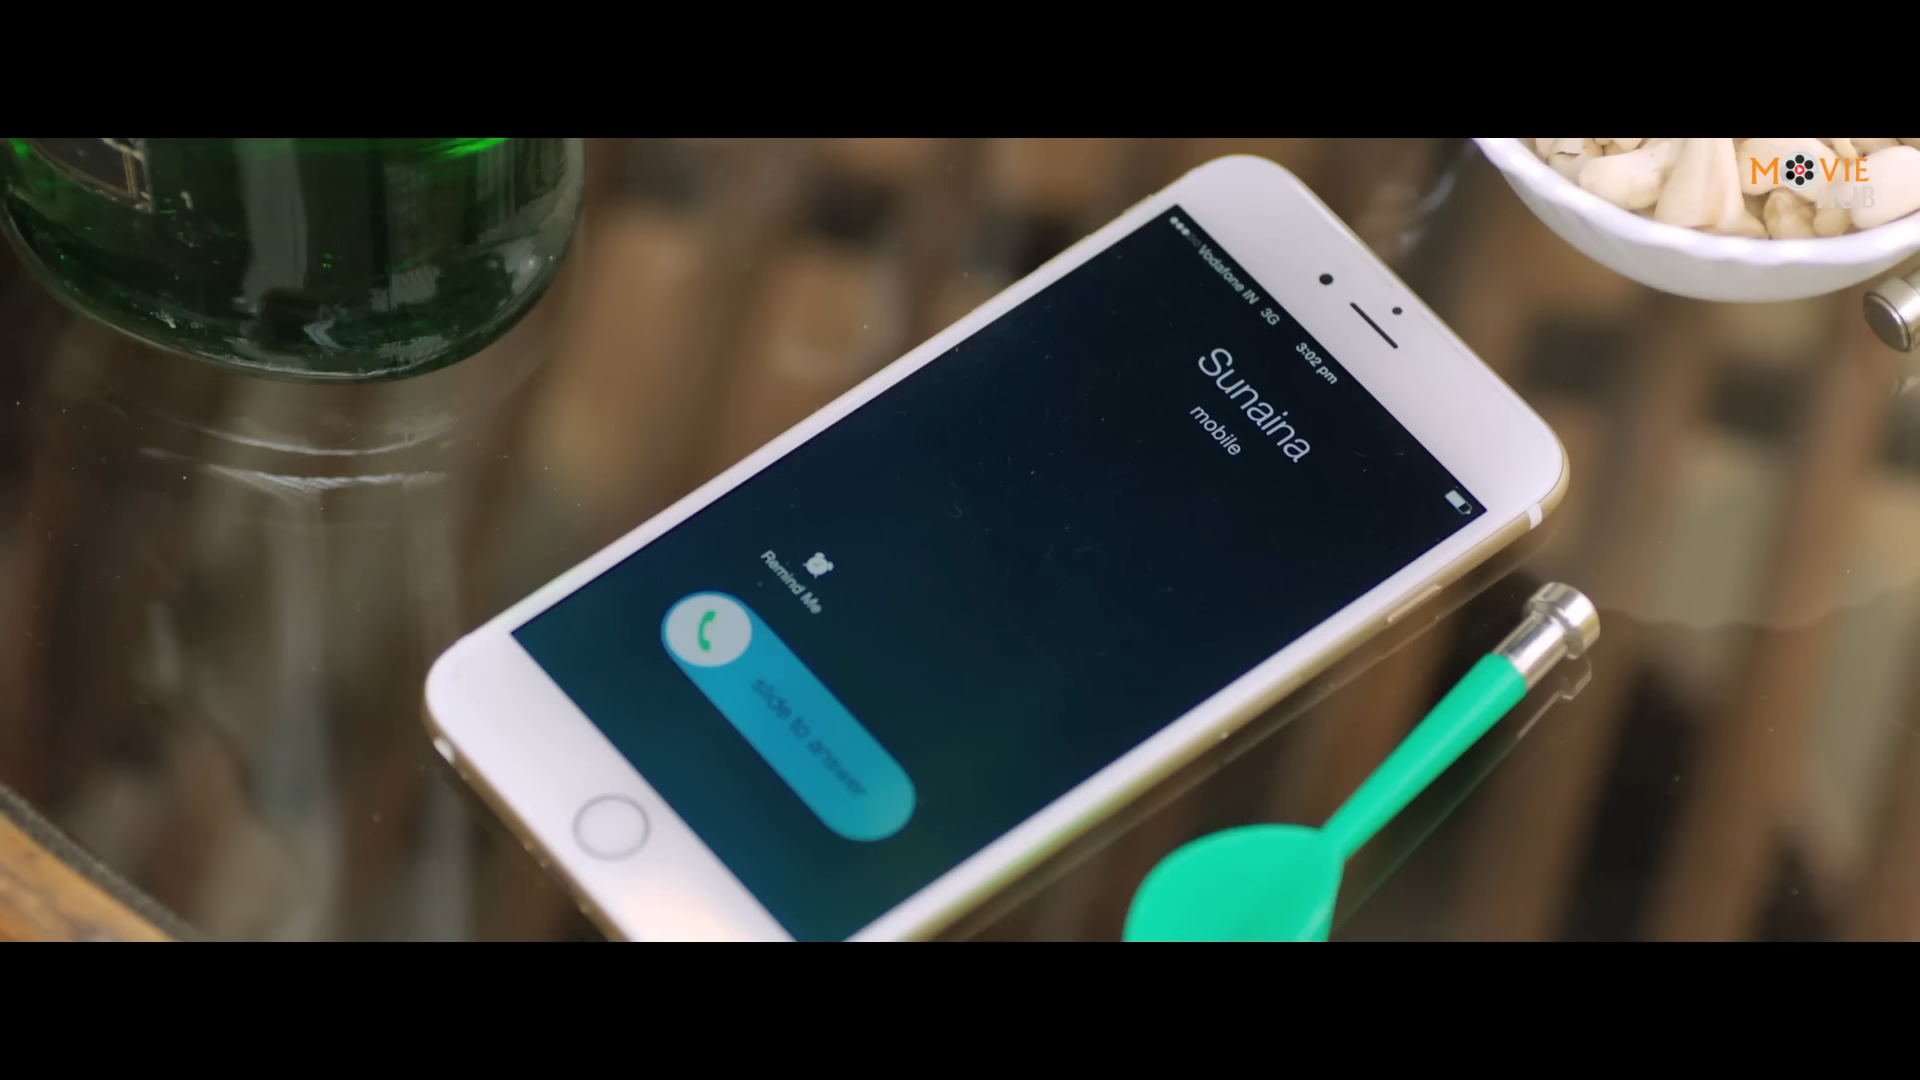 MOVIE
HUB
Vodafone IN 3G
3:02 pm
Sunaina
mobile
Remind Me
slide to answer